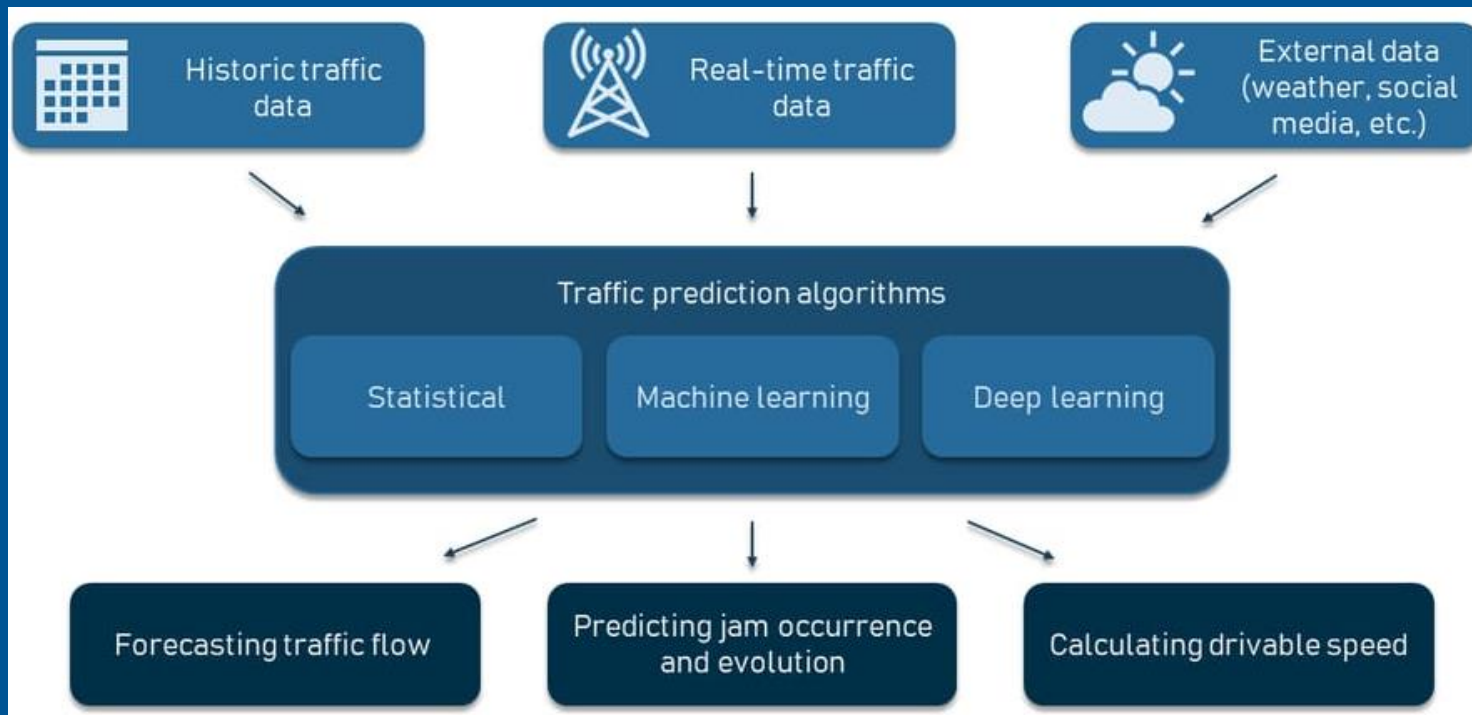 Historic traffic
data
Real-time traffic
data
External data
(weather, social
media, etc.)
Traffic prediction algorithms
Statistical
Machine learning
Deep learning
Forecasting traffic flow
Predicting jam occurrence
and evolution
Calculating drivable speed